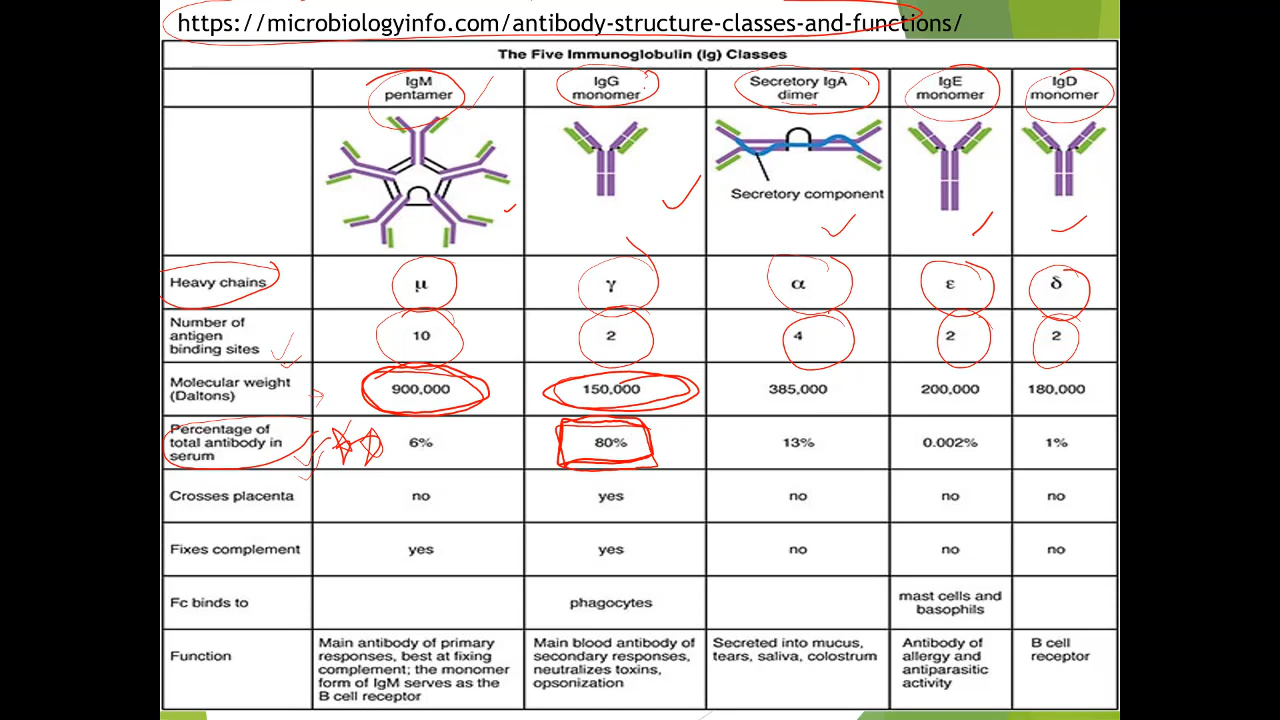 https://microbiologyinfo.com/antibody-structure-classes-and-functions/
The Five Immunoglobulin (Ig) Classes
IgM
pentamer
IgG
monomer
Secretory IgA
dimer
IgE
monomer
IgD
monomer
Secretory component
Heavy chains
μ
γ
α
ε
δ
Number of
antigen
binding sites
10
2
4
2
2
Molecular weight
(Daltons)
900,000
150,000
385,000
200,000
180,000
Percentage of
total antibody in
serum
6%
80%
13%
0.002%
1%
Crosses placenta
no
yes
no
no
no
Fixes complement
yes
yes
no
no
no
Fc binds to
phagocytes
mast cells and
basophils
Function
Main antibody of primary
responses, best at fixing
complement; the monomer
form of IgM serves as the
B cell receptor
Main blood antibody of
secondary responses,
neutralizes toxins,
opsonization
Secreted into mucus,
tears, saliva, colostrum
Antibody of
allergy and
antiparasitic
activity
B cell
receptor